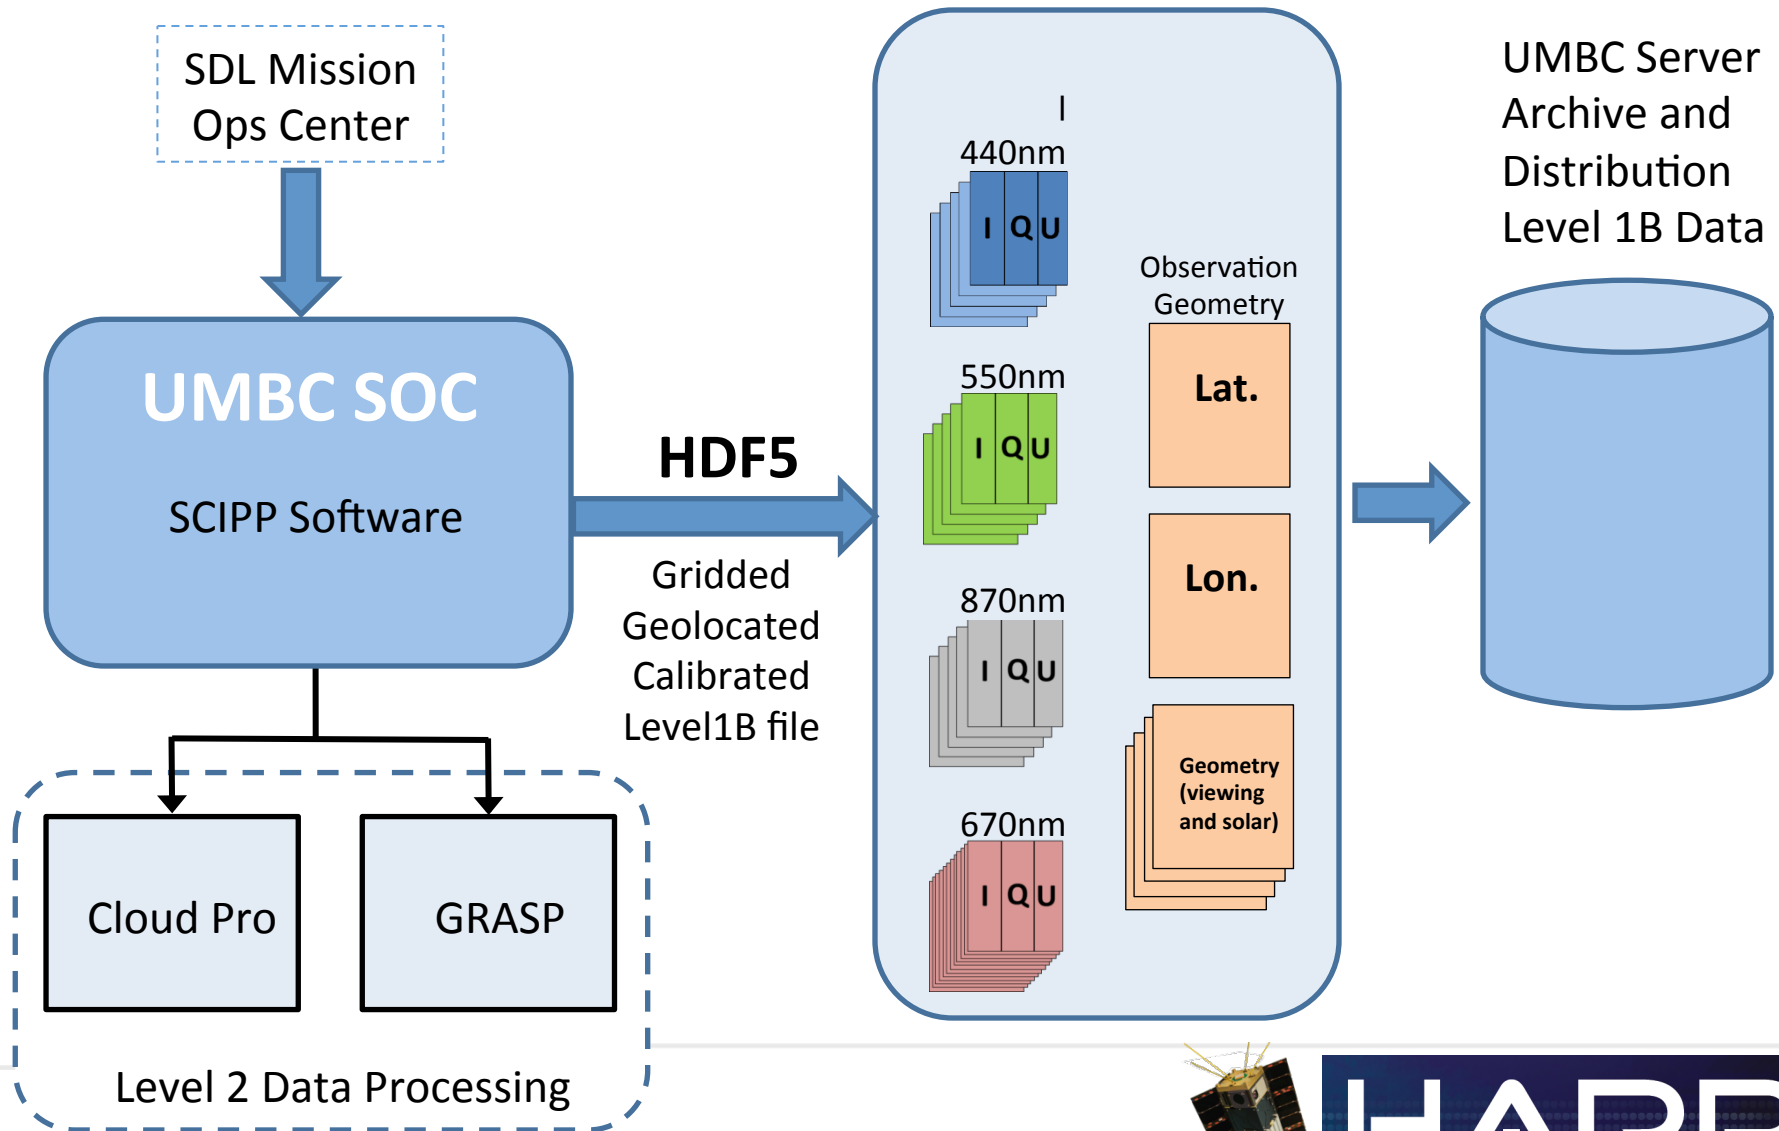 SDL Mission
Ops Center
UMBC SOC
SCIPP Software
HDF5
Gridded
Geolocated
Calibrated
Level1B file
Cloud Pro
GRASP
Level 2 Data Processing
I
440nm
I Q U
550nm
I Q U
870nm
I Q U
670nm
I Q U
Observation
Geometry
Lat.
Lon.
Geometry
(viewing
and solar)
UMBC Server
Archive and
Distribution
Level 1B Data